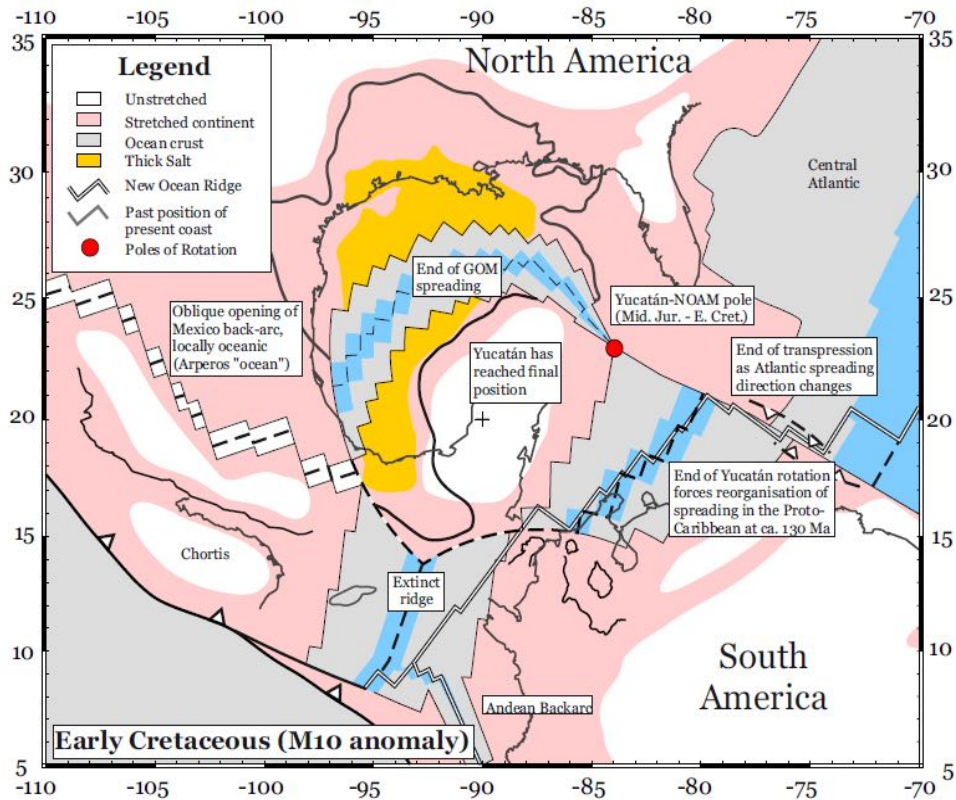 -110 -105 -100 -95 -90 -85 -80 -75 -70
35 35
North America
Legend
Unstretched
Stretched continent
Ocean crust
Thick Salt
New Ocean Ridge
Past position of
present coast
Poles of Rotation
Central
Atlantic
30 30
End of GOM
spreading
25 25
Oblique opening of
Mexico back-arc,
locally oceanic
(Arperos "ocean")
Yucatán-NOAM pole
(Mid. Jur. - E. Cret.)
Yucatán has
reached final
position
End of transpression
as Atlantic spreading
direction changes
20 20
End of Yucatán rotation
forces reorganisation of
spreading in the Proto-
Caribbean at ca. 130 Ma
15 15
Chortis
Extinct
ridge
10 10
South
America
Andean Backarc
Early Cretaceous (M10 anomaly)
5 5
-110 -105 -100 -95 -90 -85 -80 -75 -70